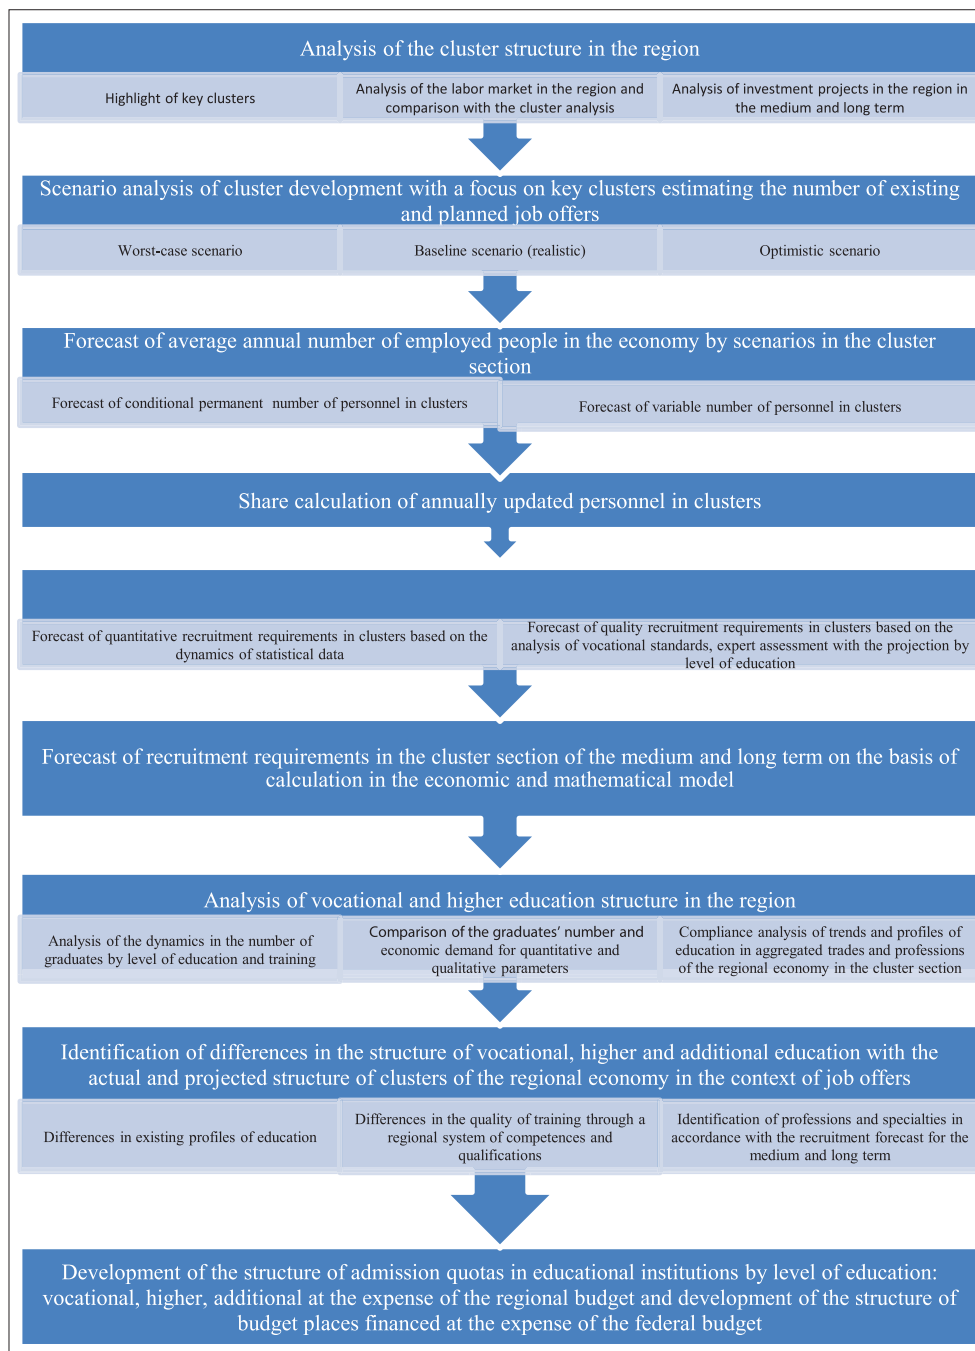 Analysis of the cluster structure in the region
Highlight of key clusters
Analysis of the labor market in the region and
comparison with the cluster analysis
Analysis of investment projects in the region in
the medium and long term
Scenario analysis of cluster development with a focus on key clusters estimating the number of existing
and planned job offers
Worst-case scenario
Baseline scenario (realistic)
Optimistic scenario
Forecast of average annual number of employed people in the economy by scenarios in the cluster
section
Forecast of conditional permanent number of personnel in clusters
Forecast of variable number of personnel in clusters
Share calculation of annually updated personnel in clusters
Forecast of quantitative recruitment requirements in clusters based on the
dynamics of statistical data
Forecast of quality recruitment requirements in clusters based on the
analysis of vocational standards, expert assessment with the projection by
level of education
Forecast of recruitment requirements in the cluster section of the medium and long term on the basis of
calculation in the economic and mathematical model
Analysis of vocational and higher education structure in the region
Analysis of the dynamics in the number of
graduates by level of education and training
Comparison of the graduates' number and
economic demand for quantitative and
qualitative parameters
Compliance analysis of trends and profiles of
education in aggregated trades and professions
of the regional economy in the cluster section
Identification of differences in the structure of vocational, higher and additional education with the
actual and projected structure of clusters of the regional economy in the context of job offers
Differences in existing profiles of education
Differences in the quality of training through a
regional system of competences and
qualifications
Identification of professions and specialties in
accordance with the recruitment forecast for the
medium and long term
Development of the structure of admission quotas in educational institutions by level of education:
vocational, higher, additional at the expense of the regional budget and development of the structure of
budget places financed at the expense of the federal budget